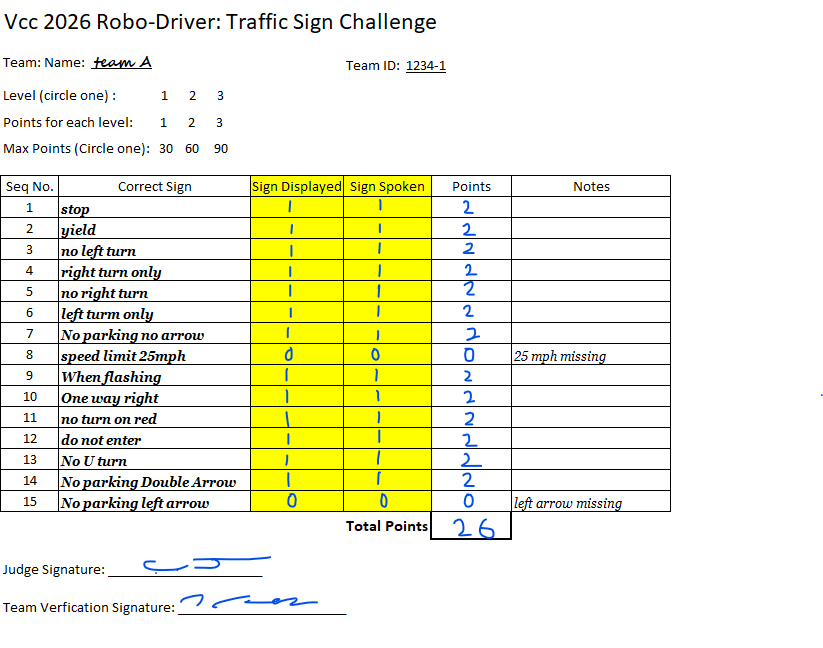 Vcc 2026 Robo-Driver: Traffic Sign Challenge
Team: Name: team A Team ID: 1234-1
Level (circle one) : 1 2 3
Points for each level: 1 2 3
Max Points (Circle one): 30 60 90
Seq No. Correct Sign Sign Displayed Sign Spoken Points Notes
1 stop 1 1 2
2 yield 1 1 2
3 no left turn 1 1 2
4 right turn only 1 1 2
5 no right turn 1 1 2
6 left turm only 1 1 2
7 No parking no arrow 1 1 2
8 speed limit 25mph 0 0 0 25 mph missing
9 When flashing 1 1 2
10 One way right 1 1 2
11 no turn on red 1 1 2
12 do not enter 1 1 2
13 No U turn 1 1 2
14 No parking Double Arrow 1 1 2
15 No parking left arrow 0 0 0 left arrow missing
Total Points 26
Judge Signature:
Team Verfication Signature: